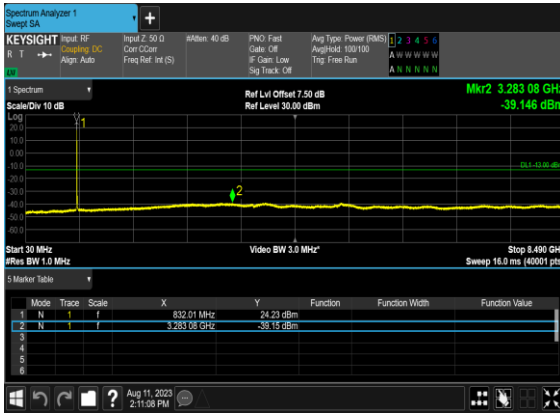 Spectrum Analyzer 1
Swept SA
KEYSIGHT Input: RF Input Z: 50 Ω #Atten: 40 dB PNO: Fast Avg Type: Power (RMS) 1 2 3 4 5 6
R T Coupling: DC Corr CCorr Gate: Off Avg|Hold: 100/100 A W W W W W
Align: Auto Freq Ref: Int (S) IF Gain: Low Trig: Free Run
Sig Track: Off A N N N N N
1 Spectrum Ref Lvl Offset 7.50 dB Mkr2 3.283 08 GHz
Scale/Div 10 dB Ref Level 30.00 dBm -39.146 dBm
Log
20.0 1
10.0
0.00
-10.0 DL1 -13.00 dBm
-20.0
-30.0 2
-40.0
-50.0
-60.0
Start 30 MHz Video BW 3.0 MHz* Stop 8.490 GHz
#Res BW 1.0 MHz Sweep 16.0 ms (40001 pts)
5 Marker Table
Mode Trace Scale X Y Function Function Width Function Value
1 N 1 f 832.01 MHz 24.23 dBm
2 N 1 f 3.283 08 GHz -39.15 dBm
3
4
5
6
? Aug 11, 2023
2:11:08 PM